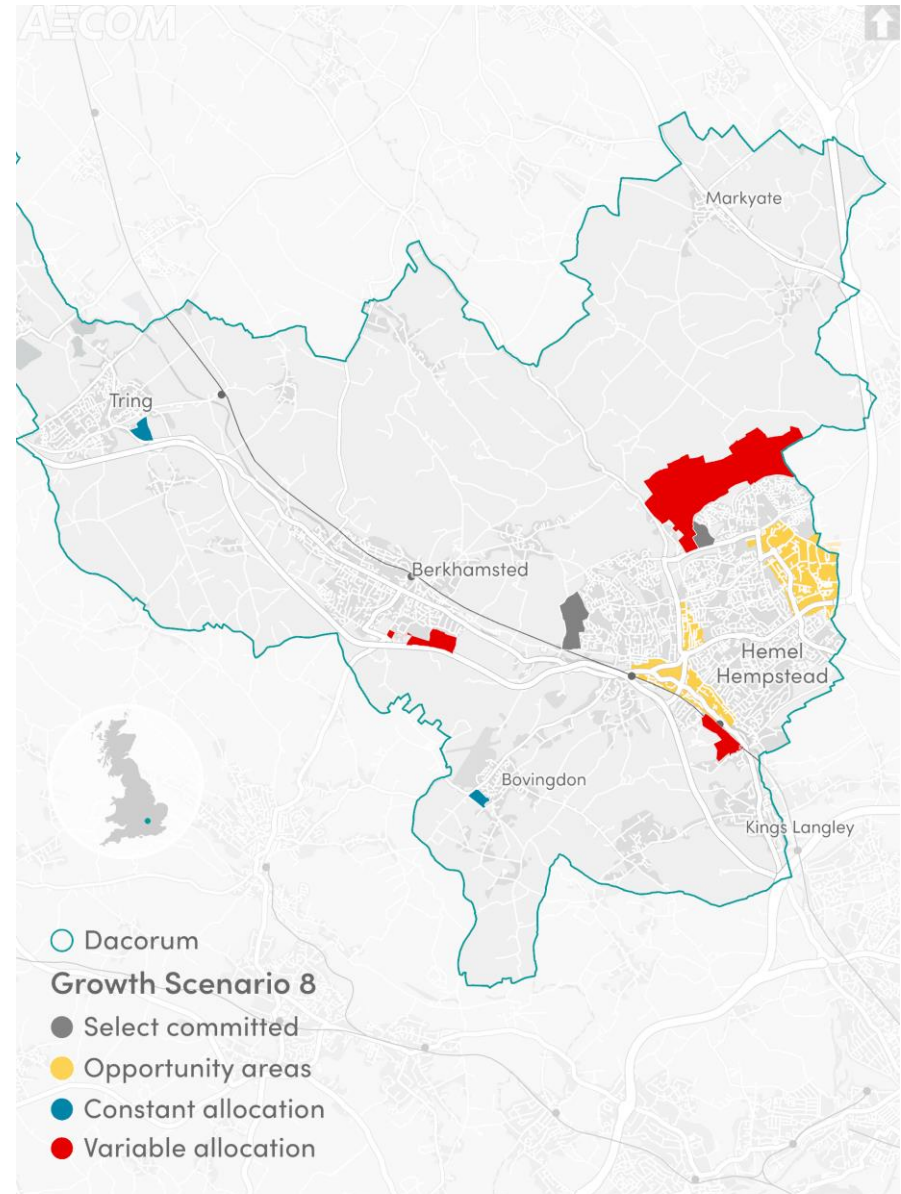 AECOM
Markyate
Tring
Berkhamsted
Hemel
Hempstead
Bovingdon
Kings Langley
Dacorum
Growth Scenario 8
Select committed
Opportunity areas
Constant allocation
Variable allocation